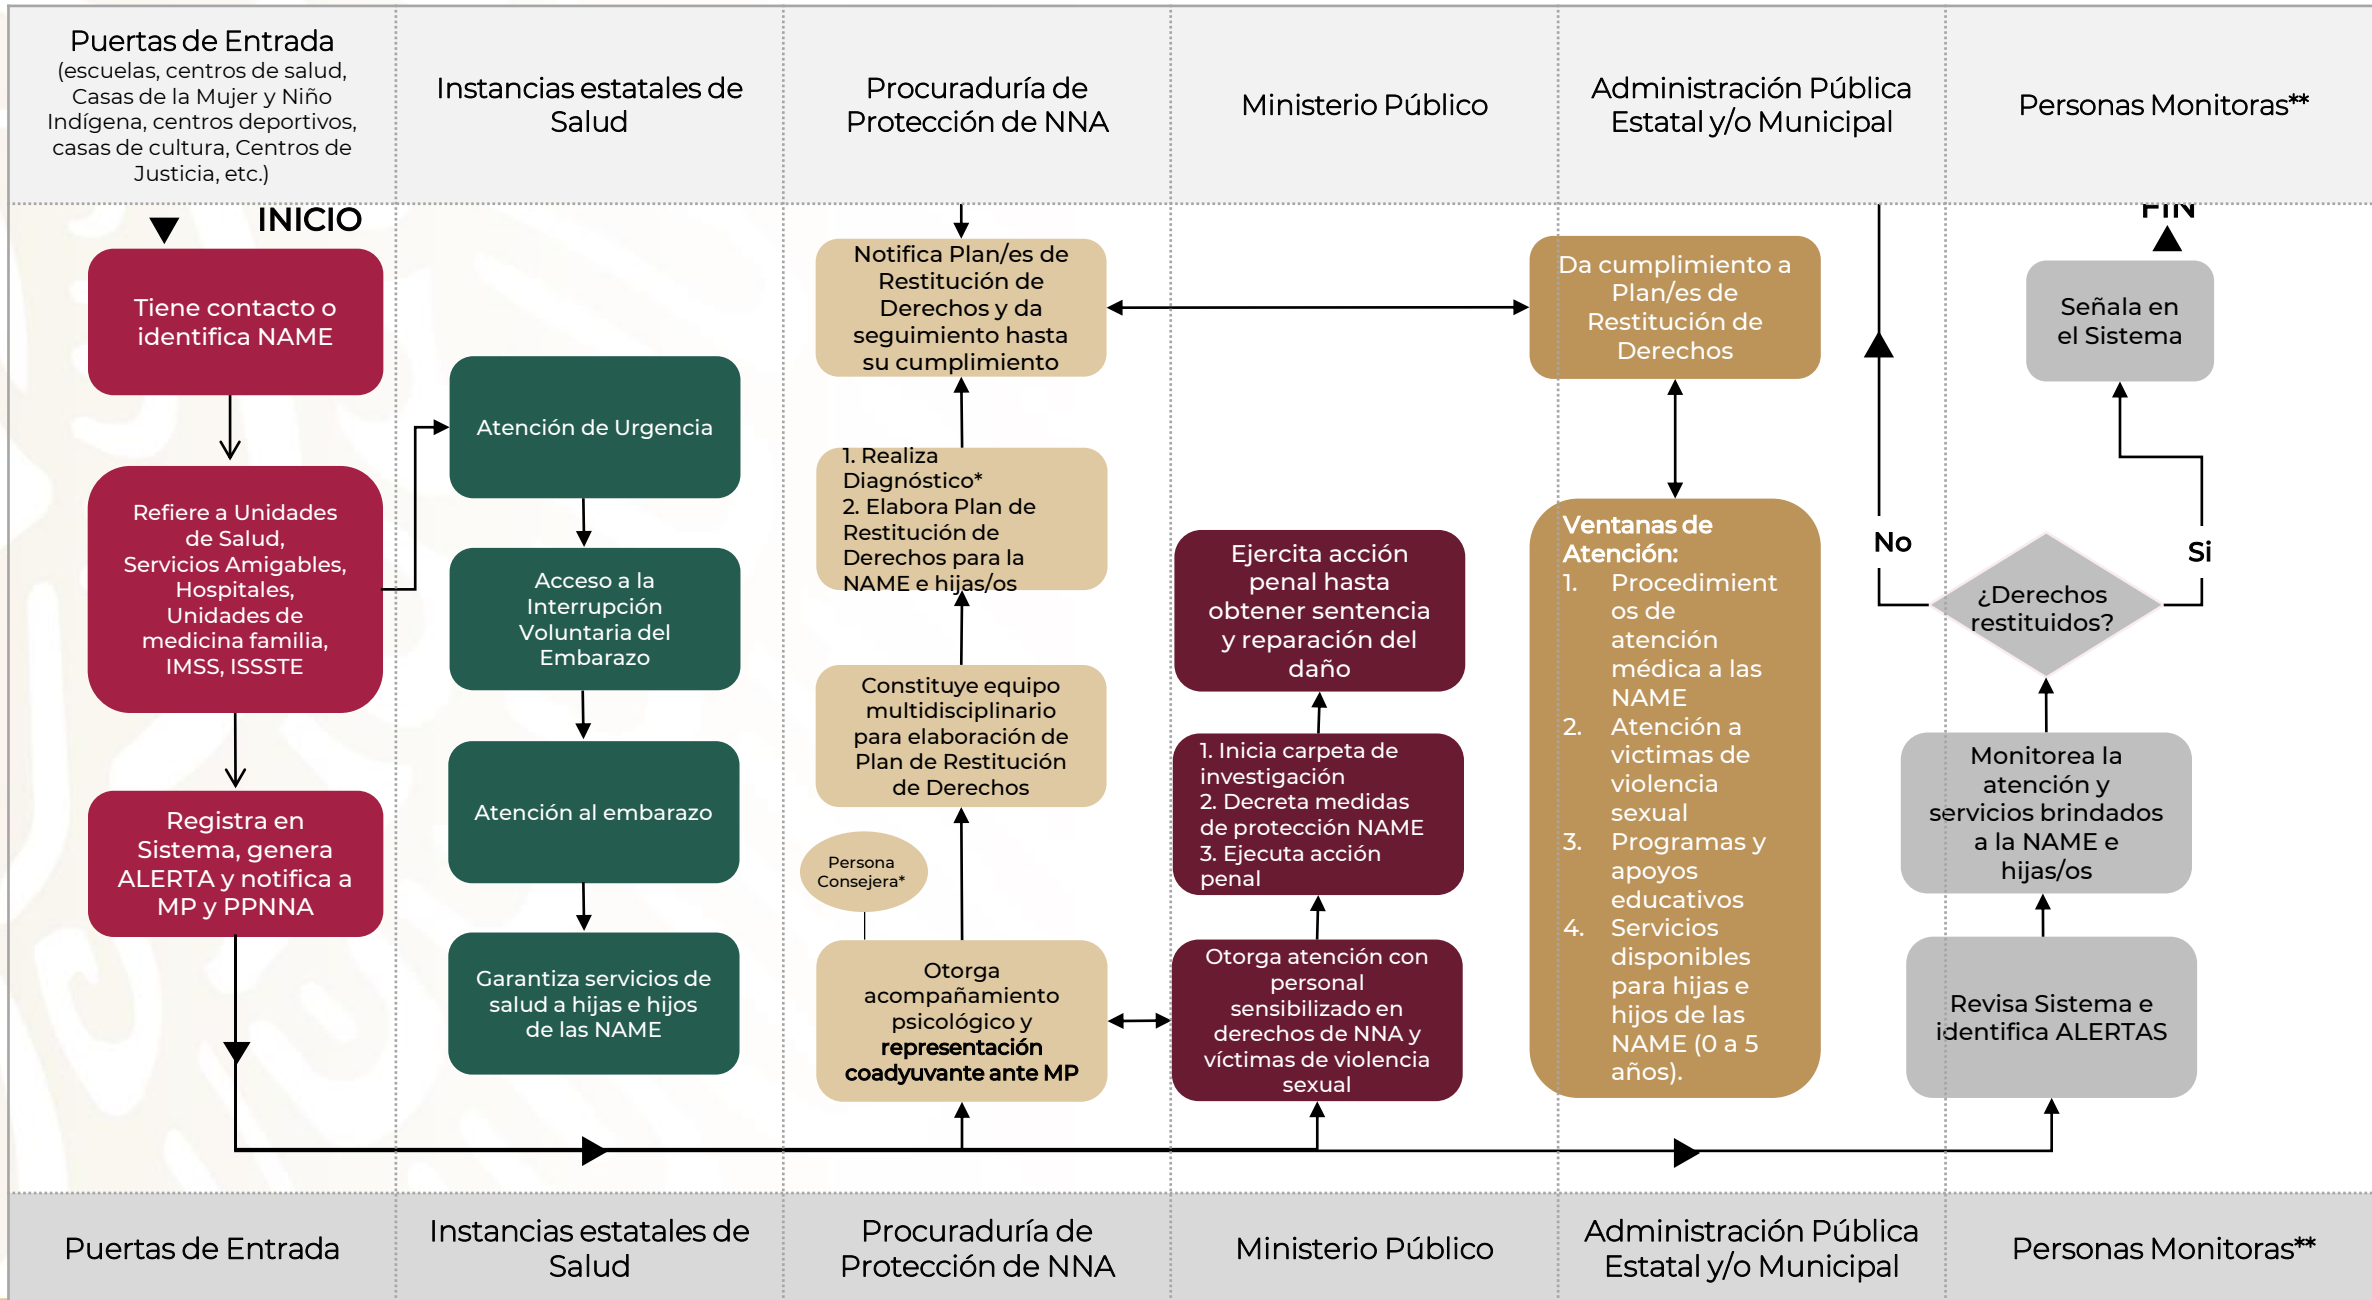 Puertas de Entrada
(escuelas, centros de salud,
Casas de la Mujer y Niño
Indígena, centros deportivos,
casas de cultura, Centros de
Justicia, etc.)
Instancias estatales de
Salud
Procuraduría de
Protección de NNA
Ministerio Público
Administración Pública
Estatal y/o Municipal
Personas Monitoras**
INICIO
Tiene contacto o
identifica NAME
Refiere a Unidades
de Salud,
Servicios Amigables,
Hospitales,
Unidades de
medicina familia,
IMSS, ISSSTE
Registra en
Sistema, genera
ALERTA y notifica a
MP y PPNNA
Atención de Urgencia
Acceso a la
Interrupción
Voluntaria del
Embarazo
Atención al embarazo
Garantiza servicios de
salud a hijas e hijos
de las NAME
Notifica Plan/es de
Restitución de
Derechos y da
seguimiento hasta
su cumplimiento
1. Realiza
Diagnóstico*
2. Elabora Plan de
Restitución de
Derechos para la
NAME e hijas/os
Constituye equipo
multidisciplinario
para elaboración de
Plan de Restitución
de Derechos
Persona
Consejera*
Otorga
acompañamiento
psicológico y
representación
coadyuvante ante MP
Ejercita acción
penal hasta
obtener sentencia
y reparación del
daño
1. Inicia carpeta de
investigación
2. Decreta medidas
de protección NAME
3. Ejecuta acción
penal
Otorga atención con
personal
sensibilizado en
derechos de NNA y
víctimas de violencia
sexual
Da cumplimiento a
Plan/es de
Restitución de
Derechos
Ventanas de
Atención:
1. Procedimient
os de
atención
médica a las
NAME
2. Atención a
victimas de
violencia
sexual
3. Programas y
apoyos
educativos
4. Servicios
disponibles
para hijas e
hijos de las
NAME (0 a 5
años).
FIN
Señala en
el Sistema
No
Si
¿Derechos
restituidos?
Monitorea la
atención y
servicios brindados
a la NAME e
hijas/os
Revisa Sistema e
identifica ALERTAS
Puertas de Entrada
Instancias estatales de
Salud
Procuraduría de
Protección de NNA
Ministerio Público
Administración Pública
Estatal y/o Municipal
Personas Monitoras**